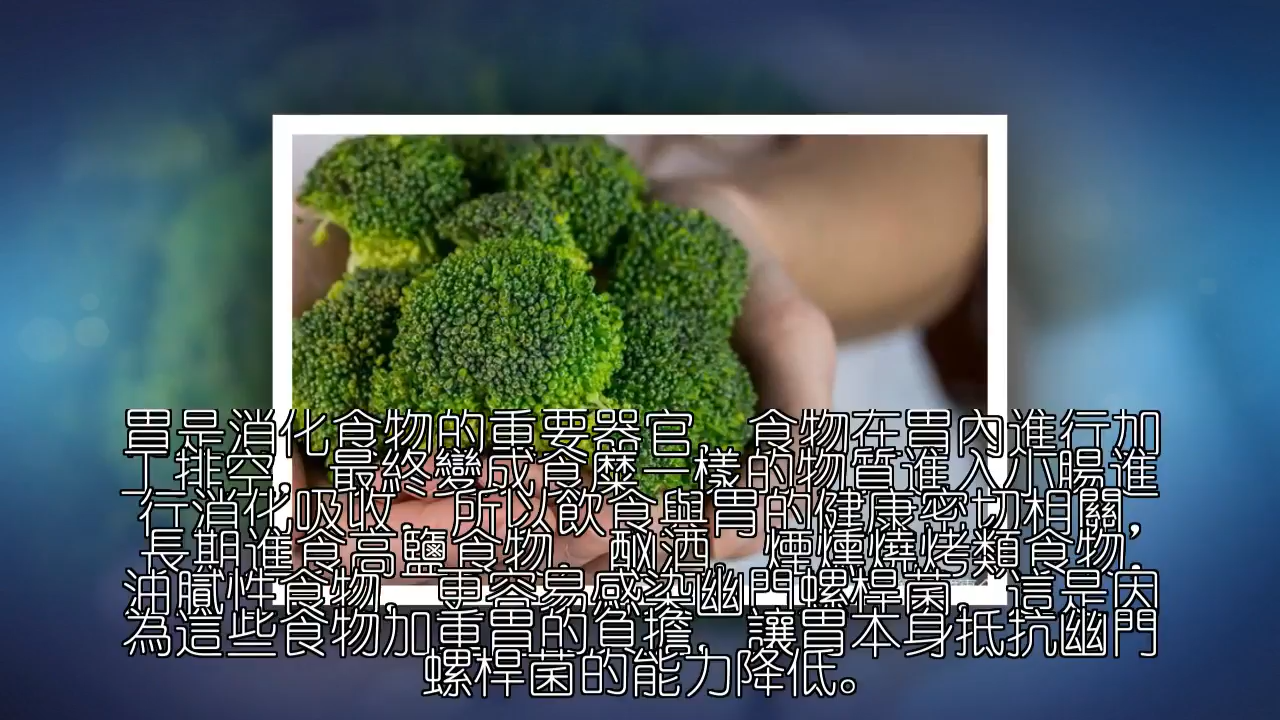 胃是消化食物的重要器官，食物在胃內進行加
工排空，最終變成食糜一樣的物質進入小腸進
行消化吸收，所以飲食與胃的健康密切相關，
長期進食高鹽食物，酗酒，煙燻燒烤類食物，
油膩性食物，更容易感染幽門螺桿菌，這是因
為這些食物加重胃的負擔，讓胃本身抵抗幽門
螺桿菌的能力降低。